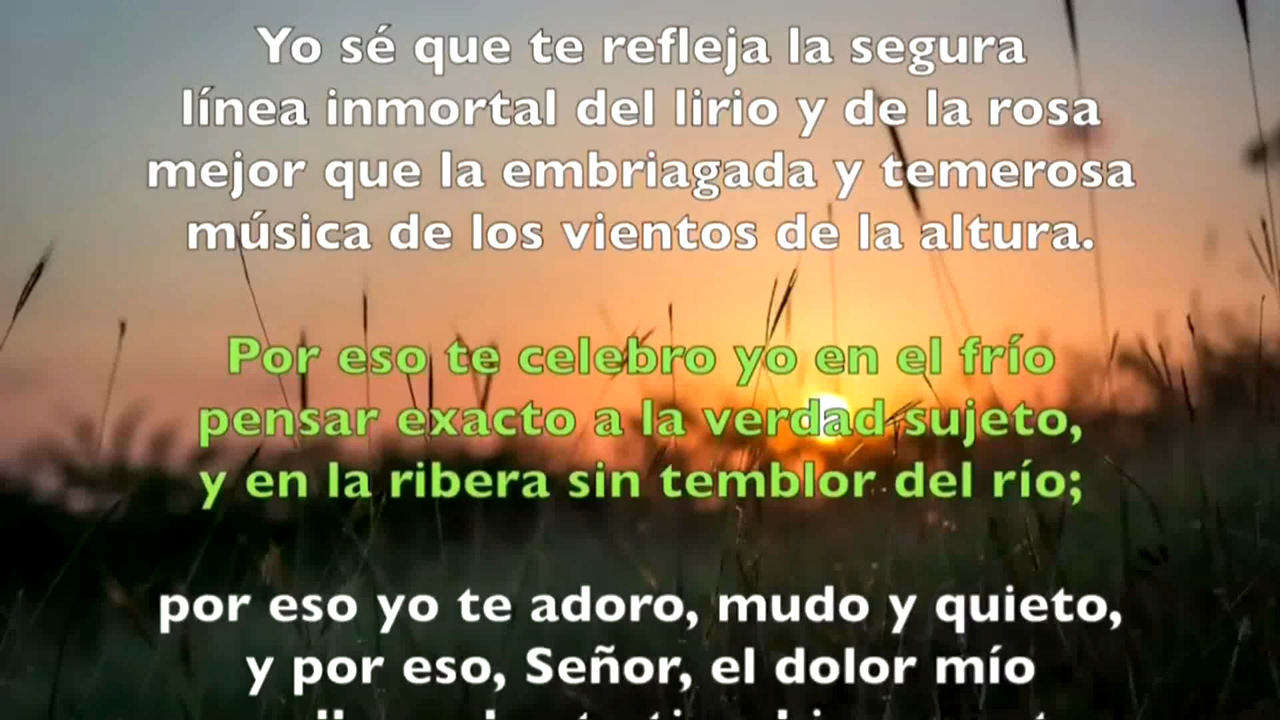 Yo sé que te refleja la segura
línea inmortal del lirio y de la rosa
mejor que la embriagada y temerosa
música de los vientos de la altura.
Por eso te celebro yo en el frío
pensar exacto a la verdad sujeto,
y en la ribera sin temblor del río;
por eso yo te adoro, mudo y quieto,
y por eso, Señor, el dolor mío